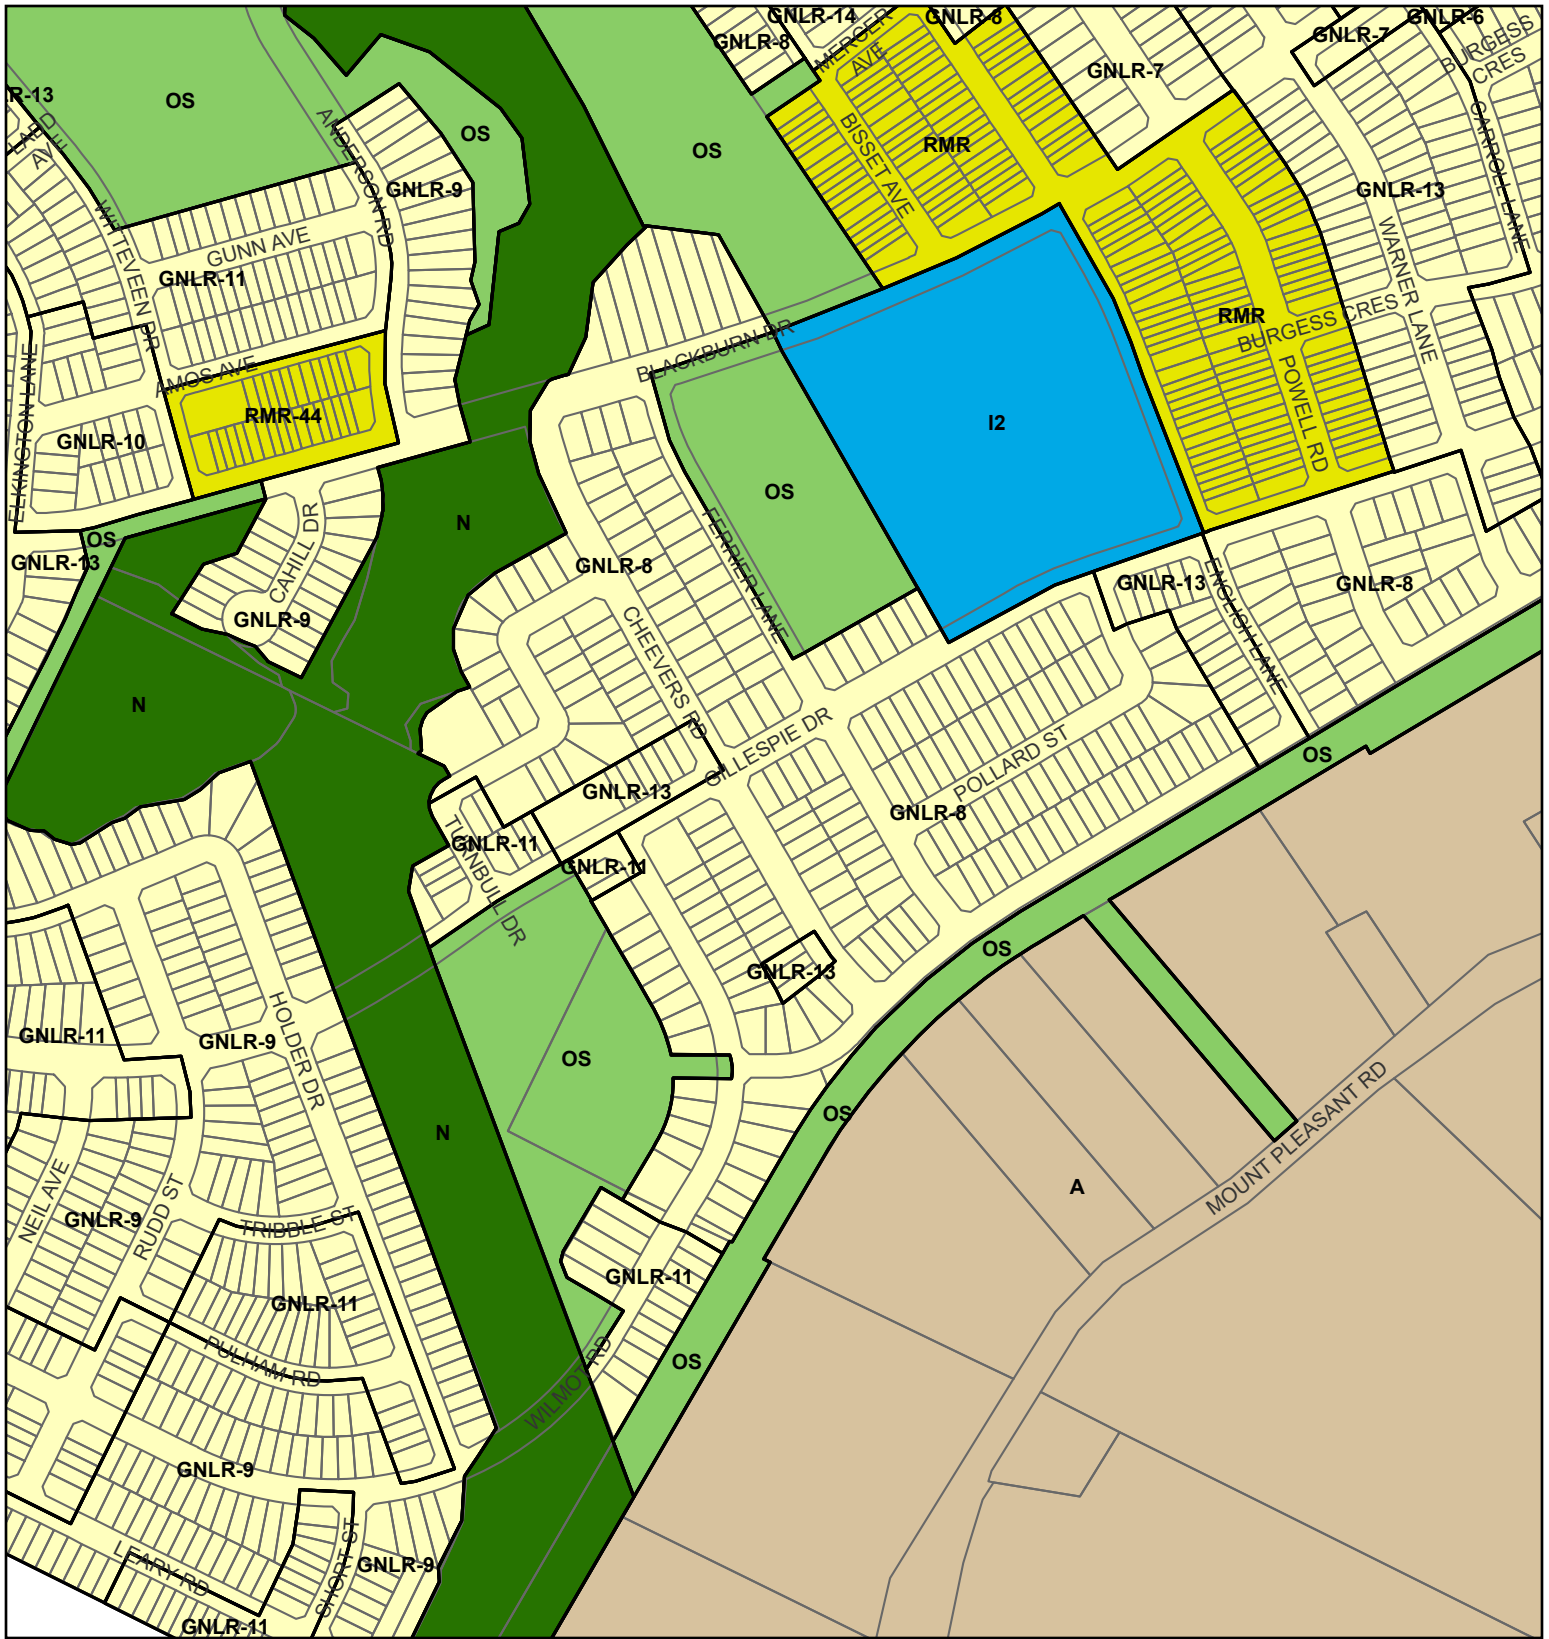 GNLR-14
GNLR-8
GNLR-6
GNLR-8
MERCER
AVE
GNLR-7
BURGESS
CRES
GNLR-7
R-13
OS
ANDERSON RD
OS
OS
BISSET AVE
RMR
CARROLL LANE
GNLR-9
GNLR-13
WHITEVEEN DR
GUNN AVE
GNLR-11
WARNER LANE
RMR
BURGESS CRES
BLACKBURN DR
ELKINGTON LANE
AMOS AVE
RMR-44
POWELL RD
I2
GNLR-10
OS
N
CAHILL DR
FERRIER LANE
OS
GNLR-13
GNLR-8
GNLR-13
ENGLISH LANE
GNLR-8
GNLR-9
CHEEVERS RD
N
GILLESPIE DR
POLLARD ST
OS
GNLR-13
GNLR-8
TURNBULL DR
GNLR-11
GNLR-11
OS
GNLR-13
HOLDER DR
GNLR-11
GNLR-9
OS
OS
N
MOUNT PLEASANT RD
A
NEIL AVE
RUDD ST
GNLR-9
TRIBBLE ST
GNLR-11
GNLR-11
PULHAM RD
OS
WILMOT RD
GNLR-9
LEARY RD
SHORT ST
GNLR-9
GNLR-11